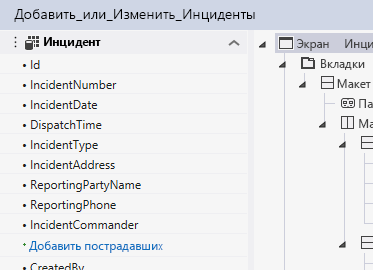 Добавить_или_Изменить_Инциденты
Инцидент
Id
IncidentNumber
IncidentDate
DispatchTime
IncidentType
IncidentAddress
ReportingPartyName
ReportingPhone
IncidentCommander
Добавить пострадавших
CreatedBy
Экран Инци
Вкладки
Макет
Па
Ма